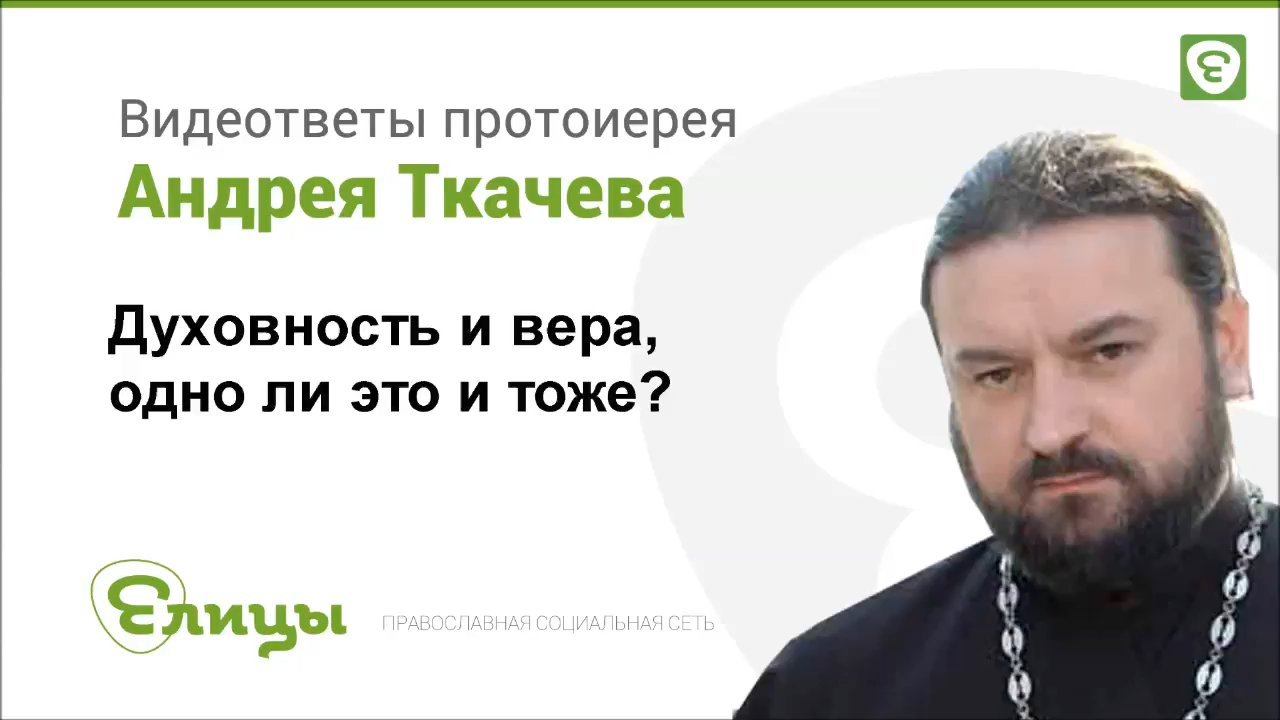 Видеответы протоиерея
Андрея Ткачева
Духовность и вера,
одно ли это и тоже?
Елицы
ПРАВОСЛАВНАЯ СОЦИАЛЬНАЯ СЕТЬ